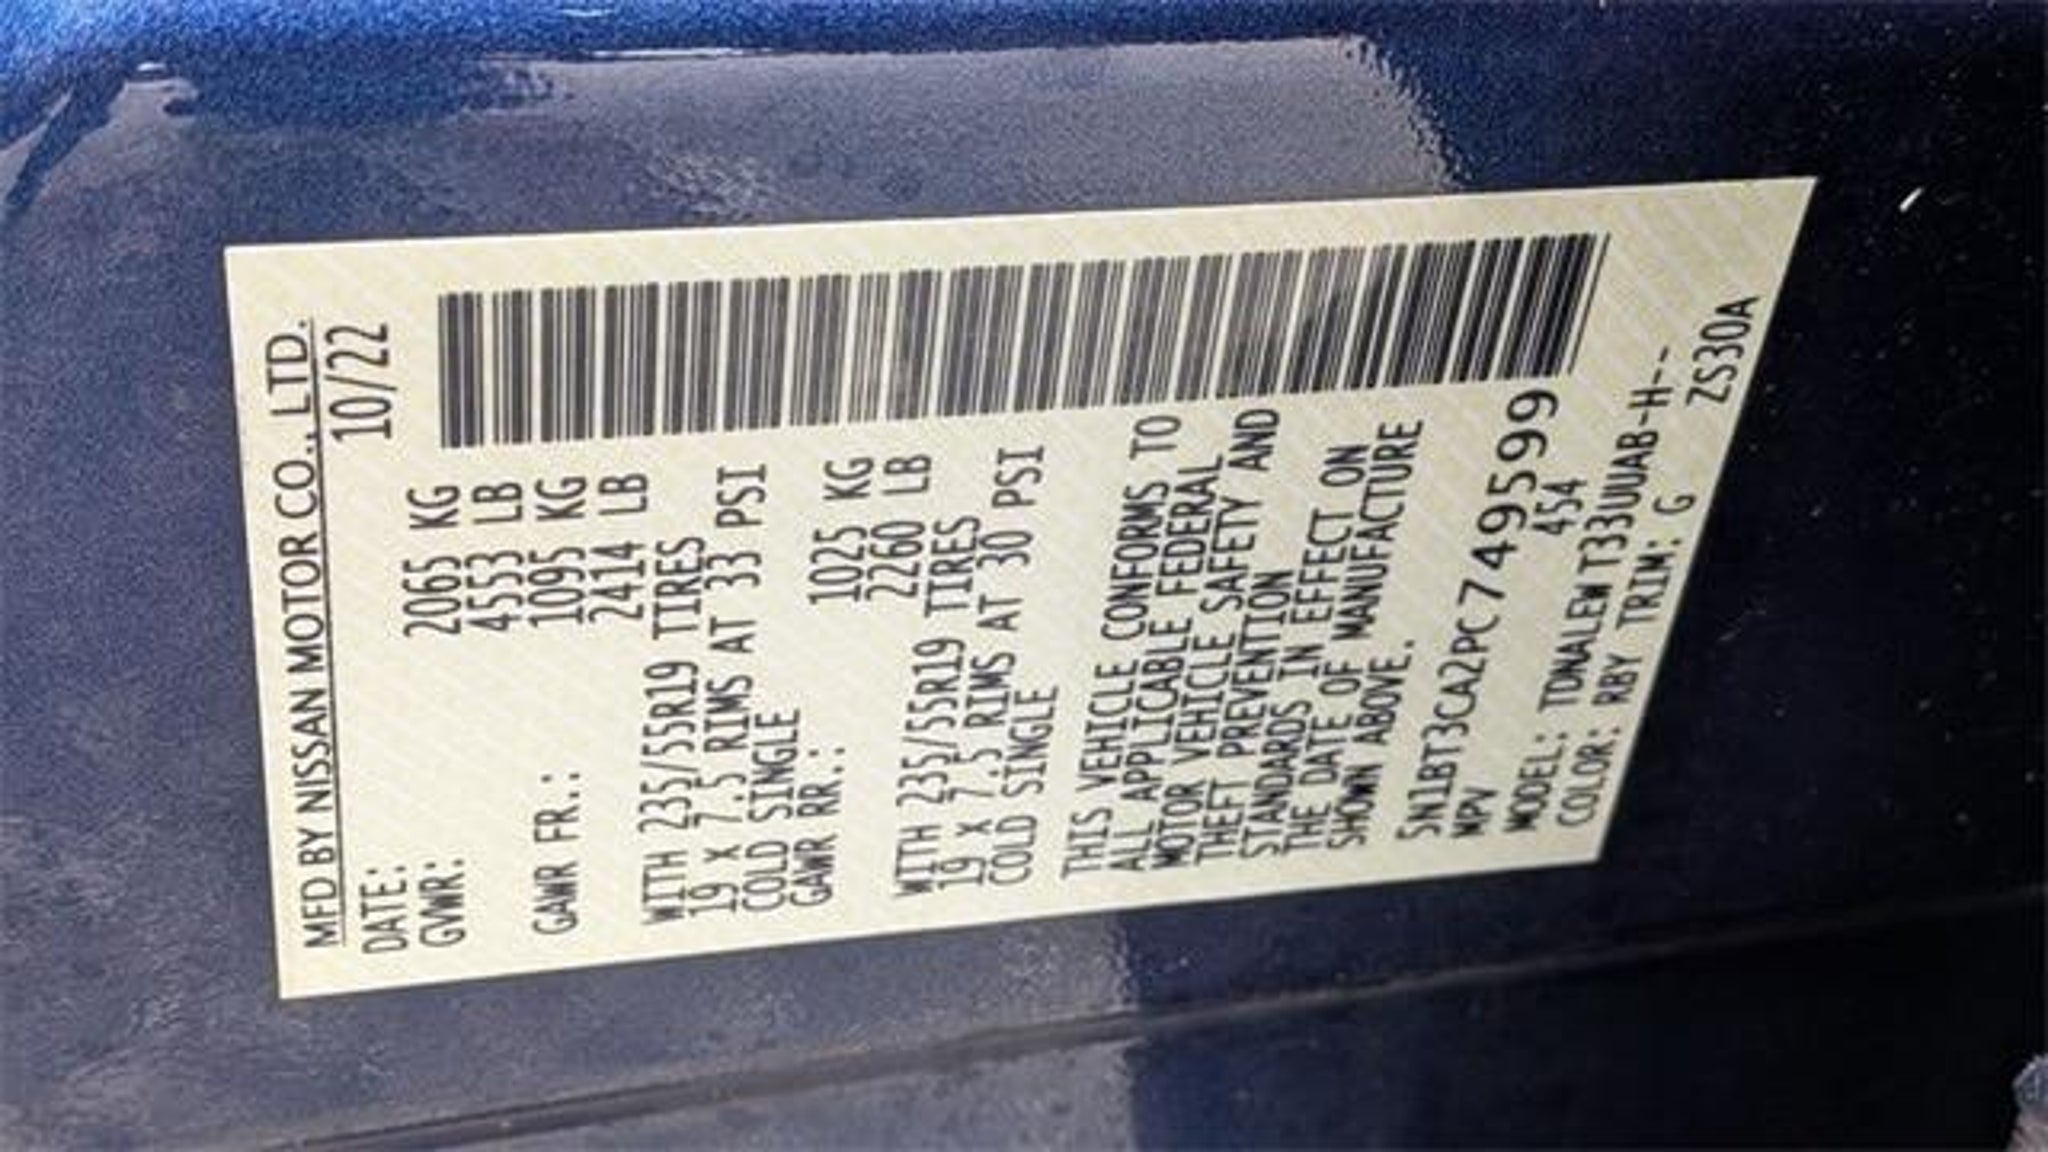 MFD BY NISSAN MOTOR CO., LTD.
DATE: 10/22
GVWR: 2065 KG
4553 LB
GAWR FR.: 1095 KG
2414 LB
WITH 235/55R19 TIRES
19 X 7.5 RIMS AT 33 PSI
COLD SINGLE
GAWR RR.: 1025 KG
2260 LB
WITH 235/55R19 TIRES
19 X 7.5 RIMS AT 30 PSI
COLD SINGLE
THIS VEHICLE CONFORMS TO
ALL APPLICABLE FEDERAL
MOTOR VEHICLE SAFETY AND
THEFT PREVENTION
STANDARDS IN EFFECT ON
THE DATE OF MANUFACTURE
SHOWN ABOVE.
5N1BT3CA2PC749599
MPV 454
MODEL: TDNALEW T33UUAB-H--
COLOR: RBY TRIM: G
ZS30A